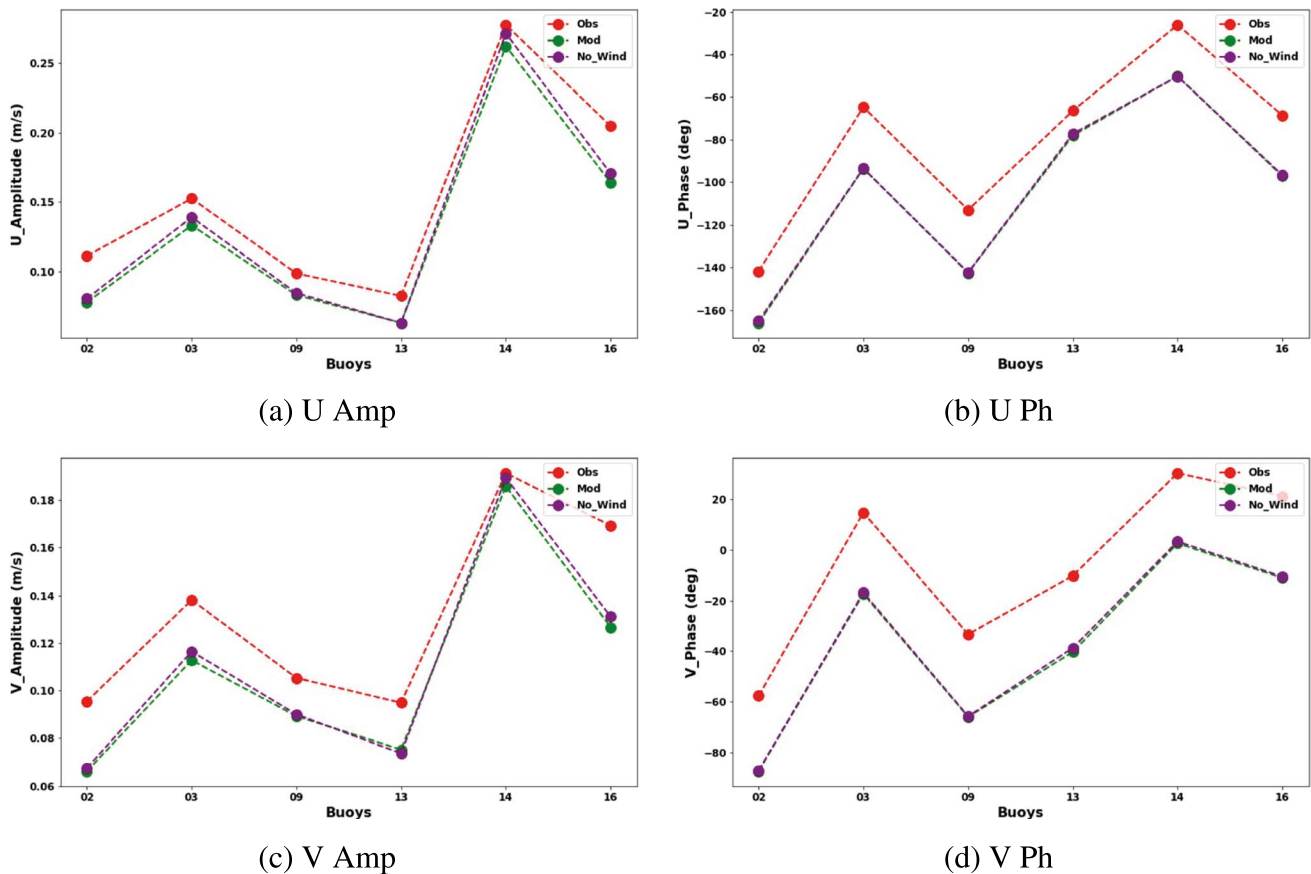 Obs
Mod
No_Wind
U_Amplitude (m/s)
0.25
0.20
0.15
0.10
02 03 09 13 14 16
Buoys
(a) U Amp
Obs
Mod
No_Wind
U_Phase (deg)
−20
−40
−60
−80
−100
−120
−140
−160
02 03 09 13 14 16
Buoys
(b) U Ph
Obs
Mod
No_Wind
V_Amplitude (m/s)
0.18
0.16
0.14
0.12
0.10
0.08
0.06
02 03 09 13 14 16
Buoys
(c) V Amp
Obs
Mod
No_Wind
V_Phase (deg)
20
0
−20
−40
−60
−80
02 03 09 13 14 16
Buoys
(d) V Ph